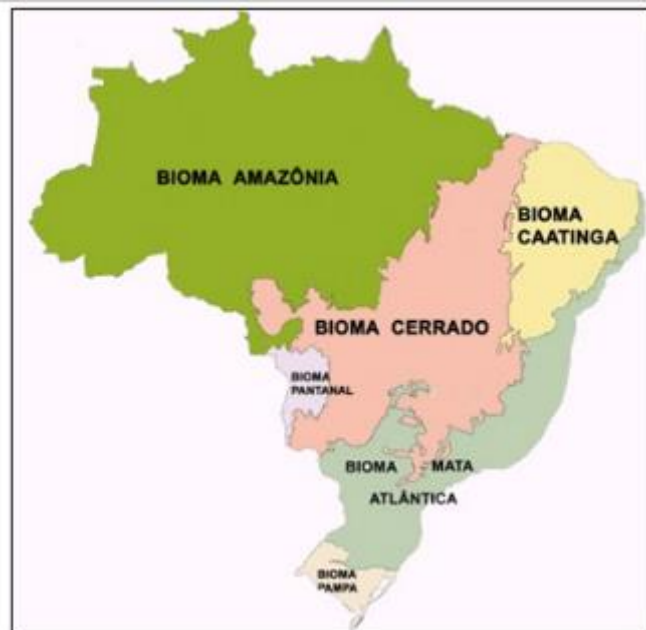 BIOMA AMAZÔNIA
BIOMA
CAATINGA
BIOMA CERRADO
BIOMA
PANTANAL
BIOMA MATA
ATLÂNTICA
BIOMA
PAMPA